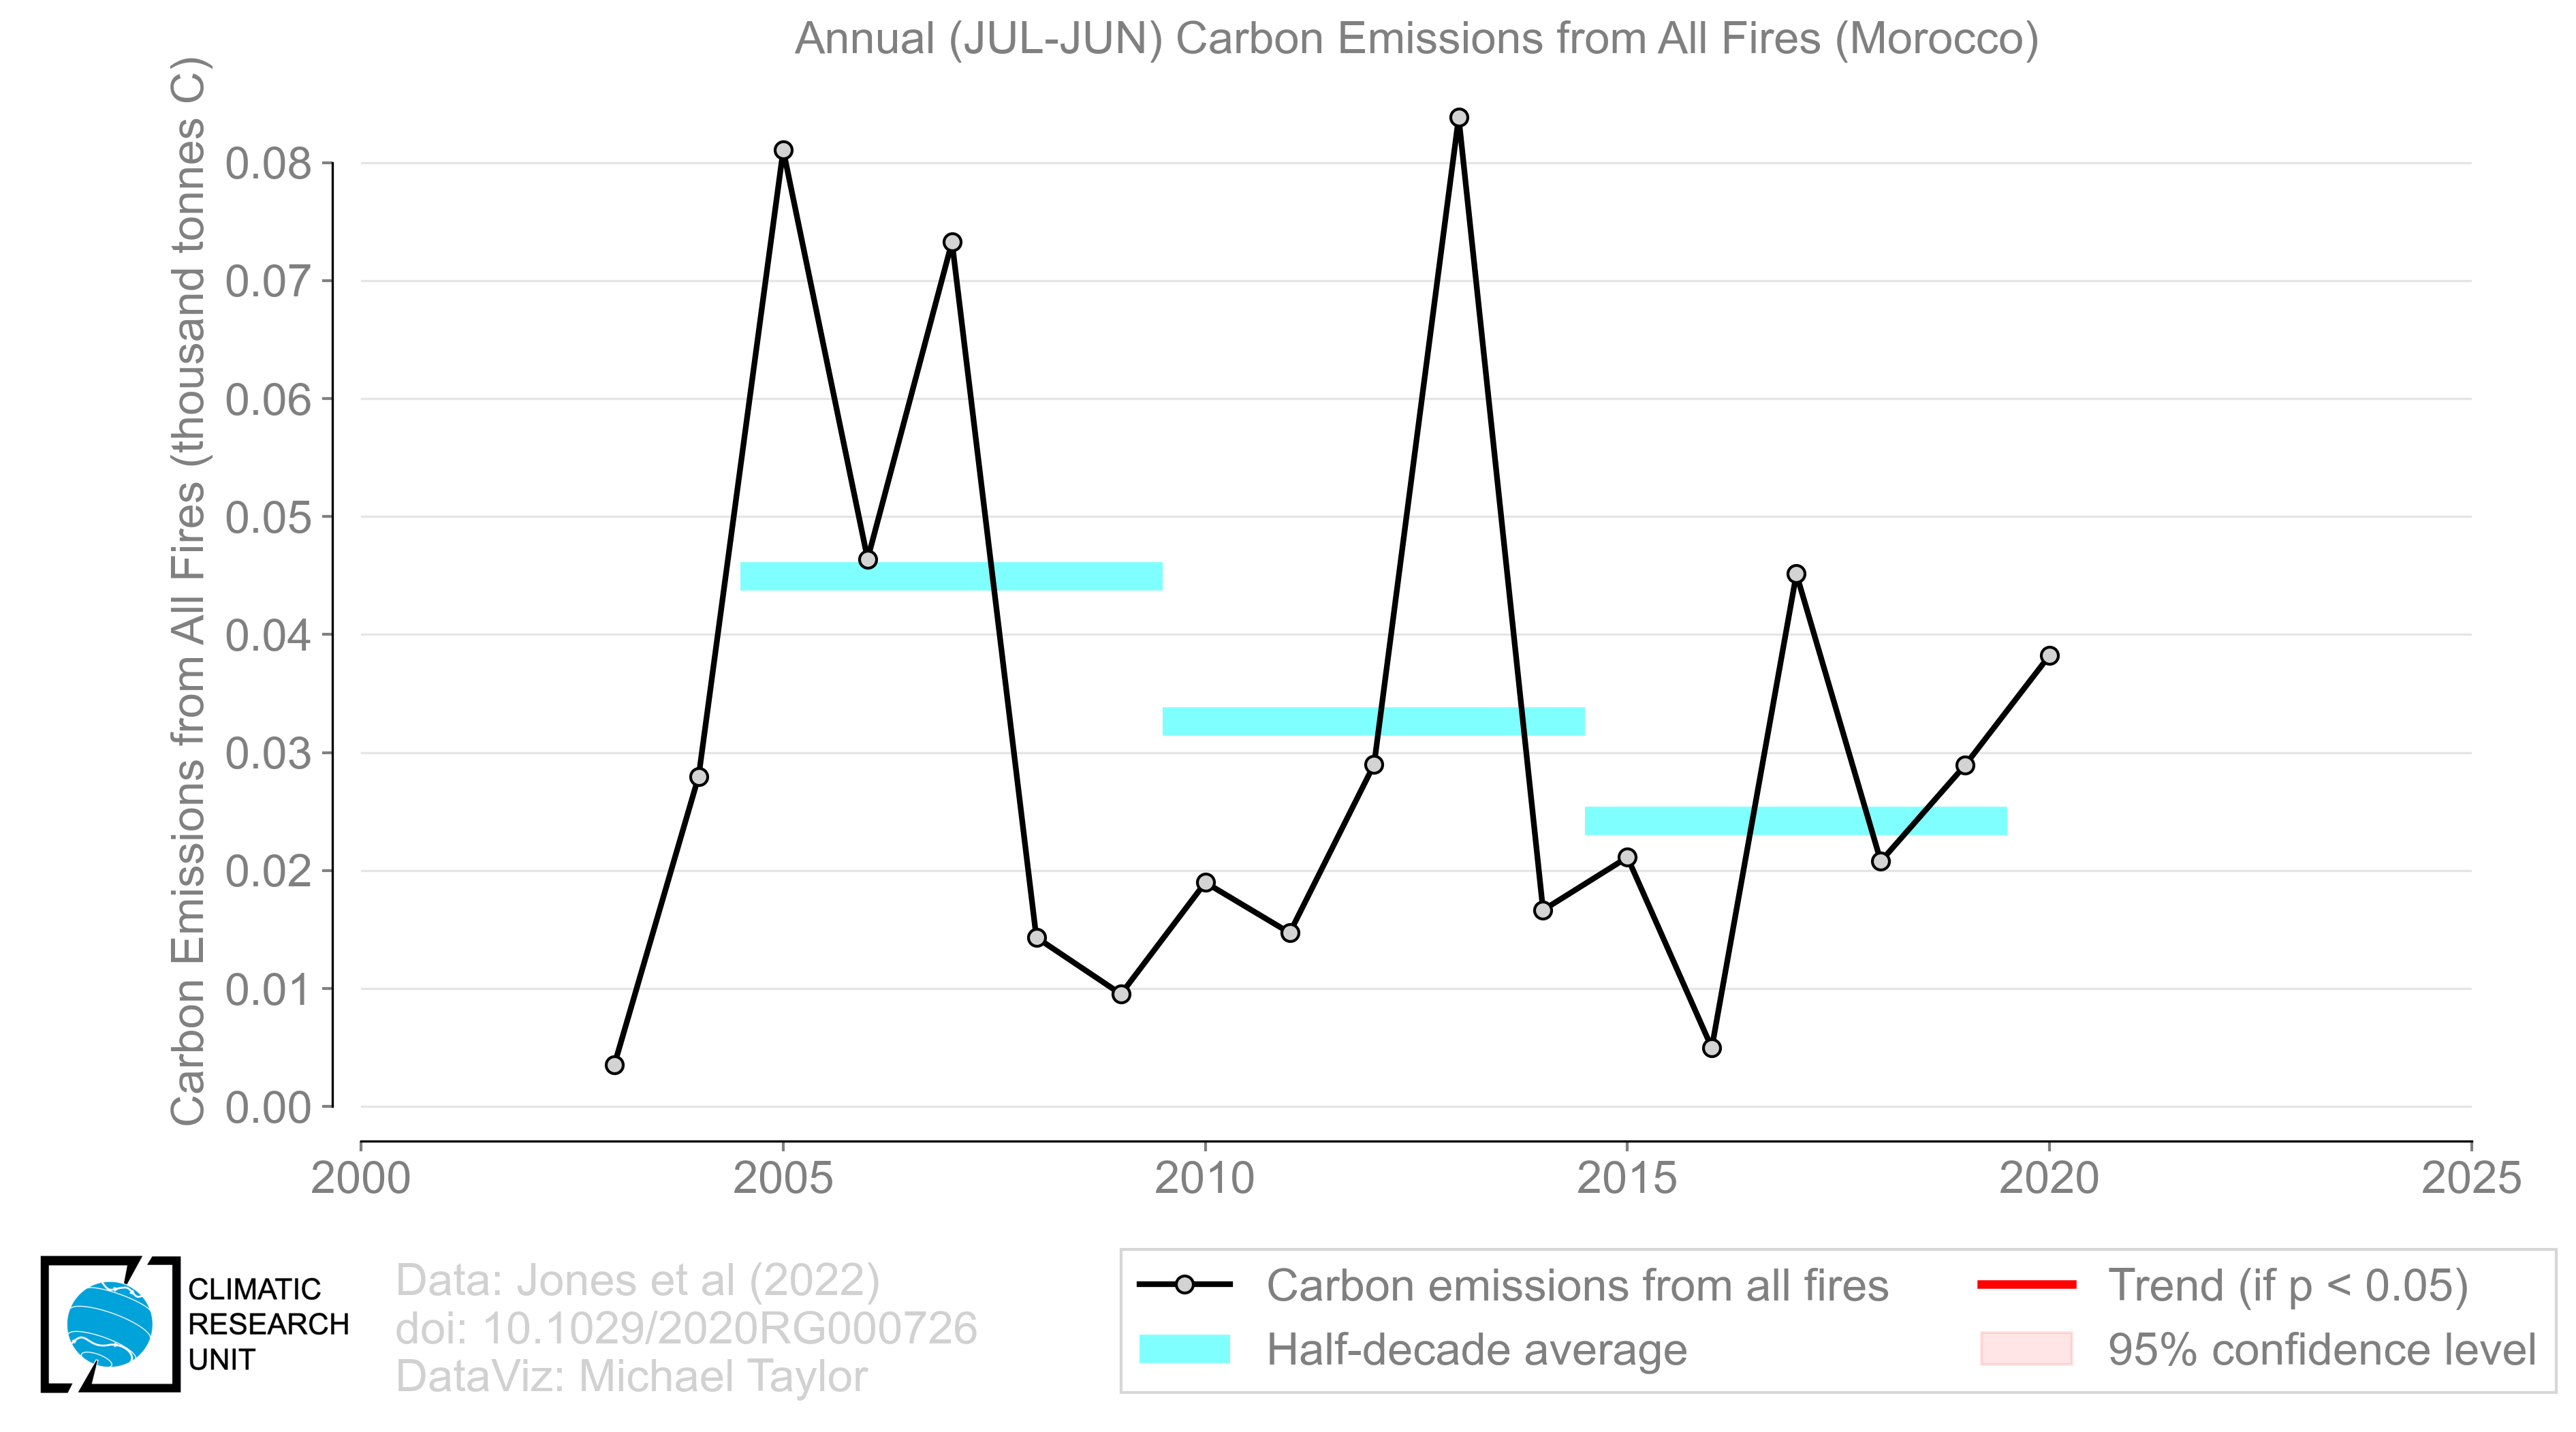 Annual (JUL-JUN) Carbon Emissions from All Fires (Morocco)
Carbon Emissions from All Fires (thousand tonnes C)
0.08
0.07
0.06
0.05
0.04
0.03
0.02
0.01
0.00
2000 2005 2010 2015 2020 2025
CLIMATIC
RESEARCH
UNIT
Data: Jones et al (2022)
doi: 10.1029/2020RG000726
DataViz: Michael Taylor
Carbon emissions from all fires
Half-decade average
Trend (if p < 0.05)
95% confidence level